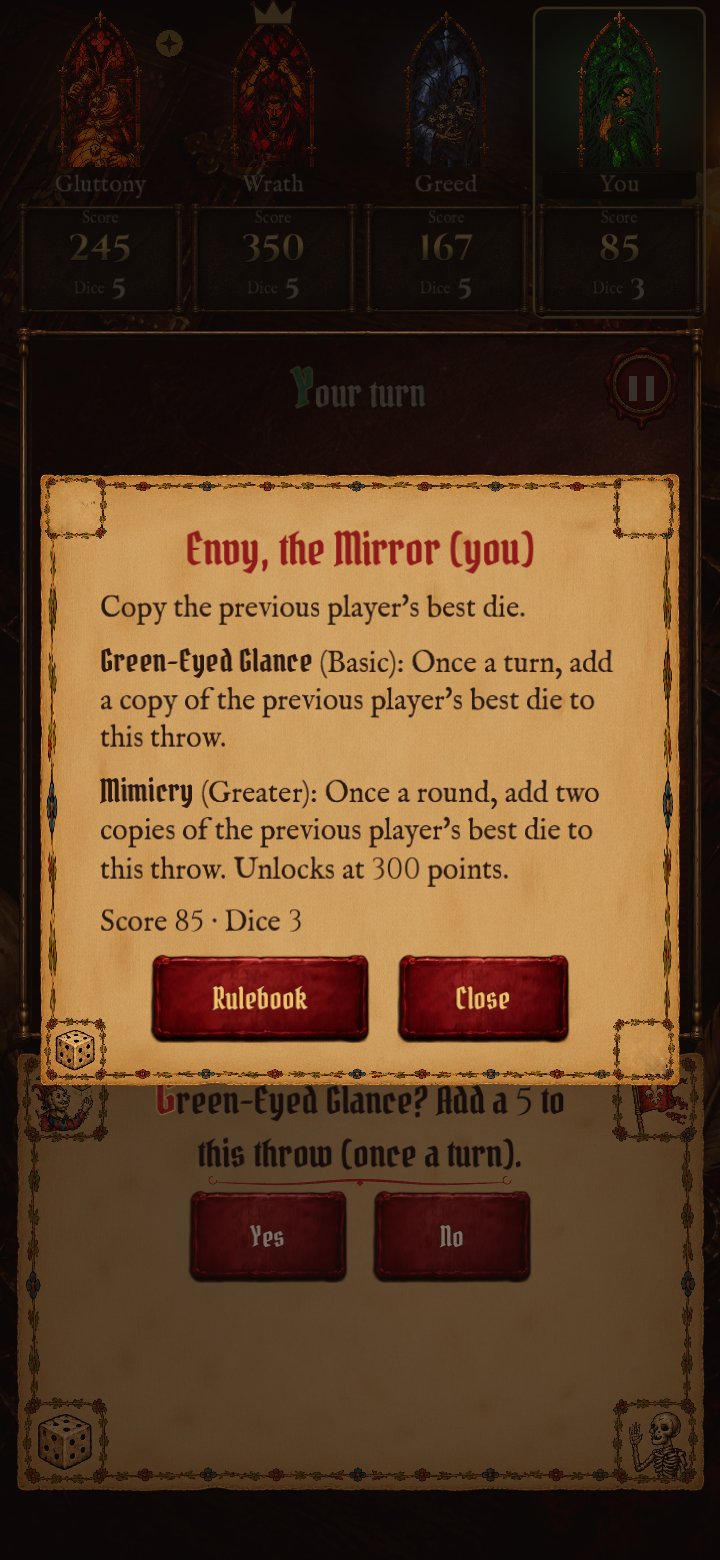 Gluttony Wrath Greed You
Score Score Score Score
245 350 167 85
Dice 5 Dice 5 Dice 5 Dice 3
Your turn
Envy, the Mirror (you)
Copy the previous player's best die.
Green-Eyed Glance (Basic): Once a turn, add
a copy of the previous player's best die to
this throw.
Mimicry (Greater): Once a round, add two
copies of the previous player's best die to
this throw. Unlocks at 300 points.
Score 85 · Dice 3
Rulebook Close
Green-Eyed Glance? Add a 5 to
this throw (once a turn).
Yes No